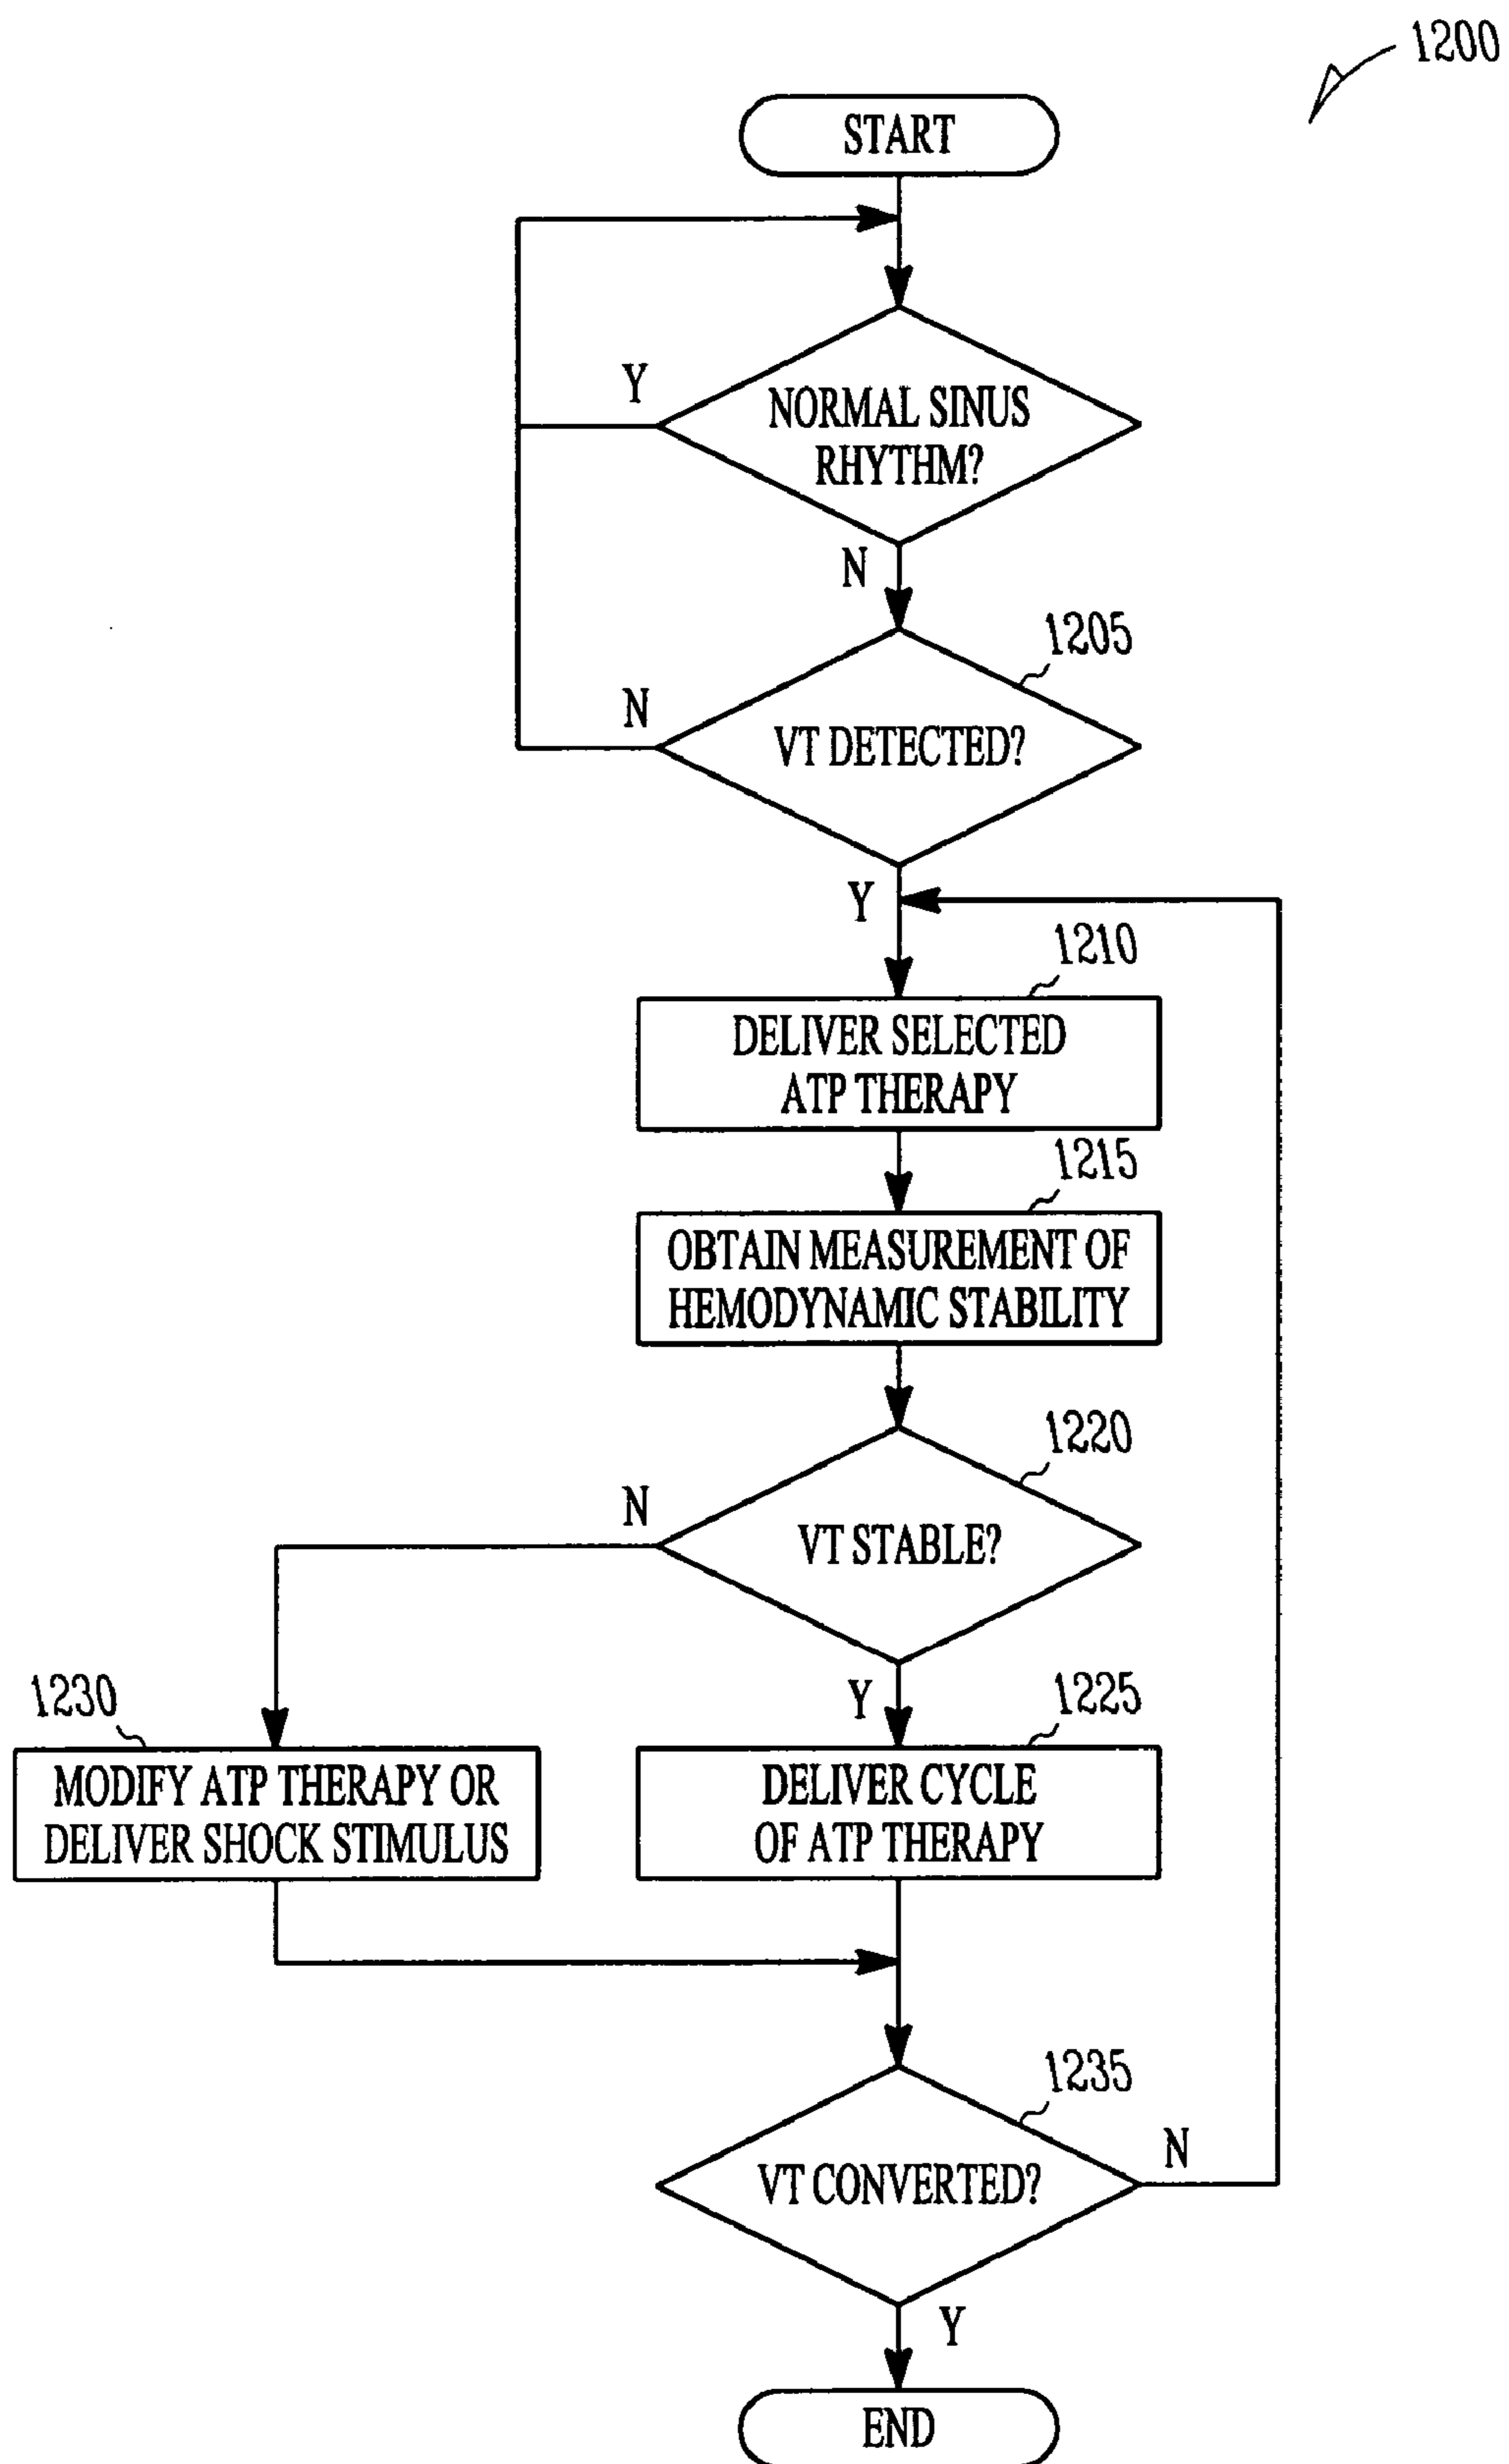 1200
START
Y
NORMAL SINUS
RHYTHM?
N
1205
N
VT DETECTED?
Y
1210
DELIVER SELECTED
ATP THERAPY
1215
OBTAIN MEASUREMENT OF
HEMODYNAMIC STABILITY
1220
N
VT STABLE?
Y
1230
1225
MODIFY ATP THERAPY OR
DELIVER SHOCK STIMULUS
DELIVER CYCLE
OF ATP THERAPY
1235
N
VT CONVERTED?
Y
END